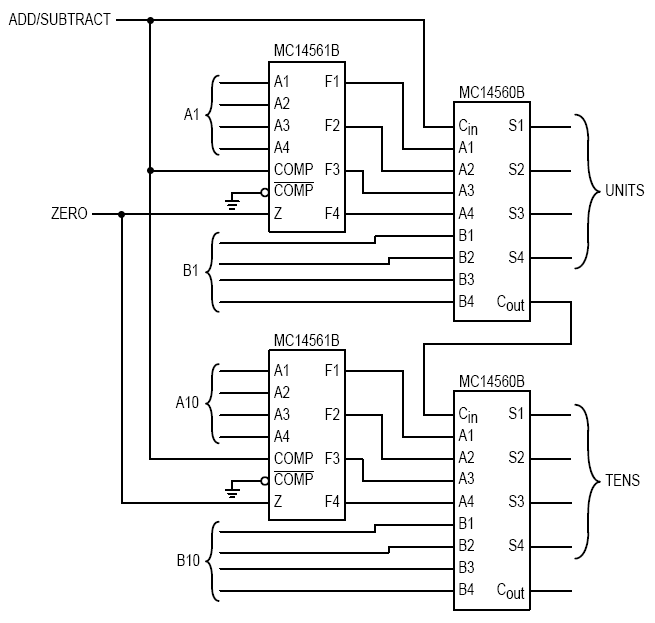 ADD/SUBTRACT
MC14561B
A1
A1 F1
A2
A3 F2
A4
COMP F3
COMP
Z F4
ZERO
B1
MC14560B
Cin S1
A1
A2 S2
A3
A4 S3
B1
B2 S4
B3
B4 Cout
UNITS
MC14561B
A10
A1 F1
A2
A3 F2
A4
COMP F3
COMP
Z F4
B10
MC14560B
Cin S1
A1
A2 S2
A3
A4 S3
B1
B2 S4
B3
B4 Cout
TENS